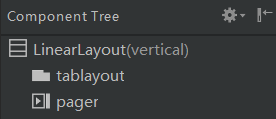 Component Tree
LinearLayout(vertical)
tablayout
pager